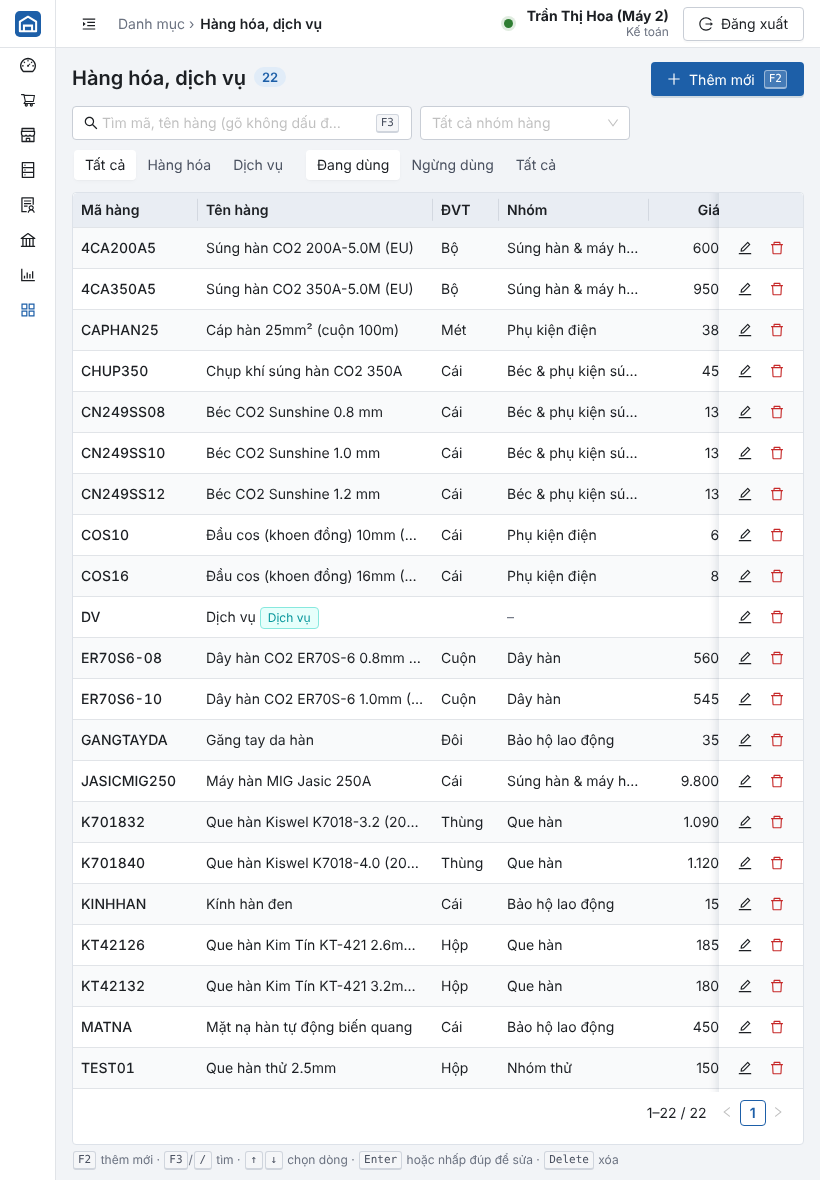 Danh mục › Hàng hóa, dịch vụ
Trần Thị Hoa (Máy 2)
Kế toán
Đăng xuất
Hàng hóa, dịch vụ 22
Thêm mới F2
Tìm mã, tên hàng (gõ không dấu đ... F3
Tất cả nhóm hàng
Tất cả Hàng hóa Dịch vụ Đang dùng Ngừng dùng Tất cả
Mã hàng Tên hàng ĐVT Nhóm Giá
4CA200A5 Súng hàn CO2 200A-5.0M (EU) Bộ Súng hàn & máy h... 600
4CA350A5 Súng hàn CO2 350A-5.0M (EU) Bộ Súng hàn & máy h... 950
CAPHAN25 Cáp hàn 25mm² (cuộn 100m) Mét Phụ kiện điện 38
CHUP350 Chụp khí súng hàn CO2 350A Cái Béc & phụ kiện sú... 45
CN249SS08 Béc CO2 Sunshine 0.8 mm Cái Béc & phụ kiện sú... 13
CN249SS10 Béc CO2 Sunshine 1.0 mm Cái Béc & phụ kiện sú... 13
CN249SS12 Béc CO2 Sunshine 1.2 mm Cái Béc & phụ kiện sú... 13
COS10 Đầu cos (khoen đồng) 10mm (... Cái Phụ kiện điện 6
COS16 Đầu cos (khoen đồng) 16mm (... Cái Phụ kiện điện 8
DV Dịch vụ Dịch vụ –
ER70S6-08 Dây hàn CO2 ER70S-6 0.8mm ... Cuộn Dây hàn 560
ER70S6-10 Dây hàn CO2 ER70S-6 1.0mm (... Cuộn Dây hàn 545
GANGTAYDA Găng tay da hàn Đôi Bảo hộ lao động 35
JASICMIG250 Máy hàn MIG Jasic 250A Cái Súng hàn & máy h... 9.800
K701832 Que hàn Kiswel K7018-3.2 (20... Thùng Que hàn 1.090
K701840 Que hàn Kiswel K7018-4.0 (20... Thùng Que hàn 1.120
KINHHAN Kính hàn đen Cái Bảo hộ lao động 15
KT42126 Que hàn Kim Tín KT-421 2.6m... Hộp Que hàn 185
KT42132 Que hàn Kim Tín KT-421 3.2m... Hộp Que hàn 180
MATNA Mặt nạ hàn tự động biến quang Cái Bảo hộ lao động 450
TEST01 Que hàn thử 2.5mm Hộp Nhóm thử 150
1–22 / 22 1
F2 thêm mới · F3 / / tìm · ↑ ↓ chọn dòng · Enter hoặc nhấp đúp để sửa · Delete xóa